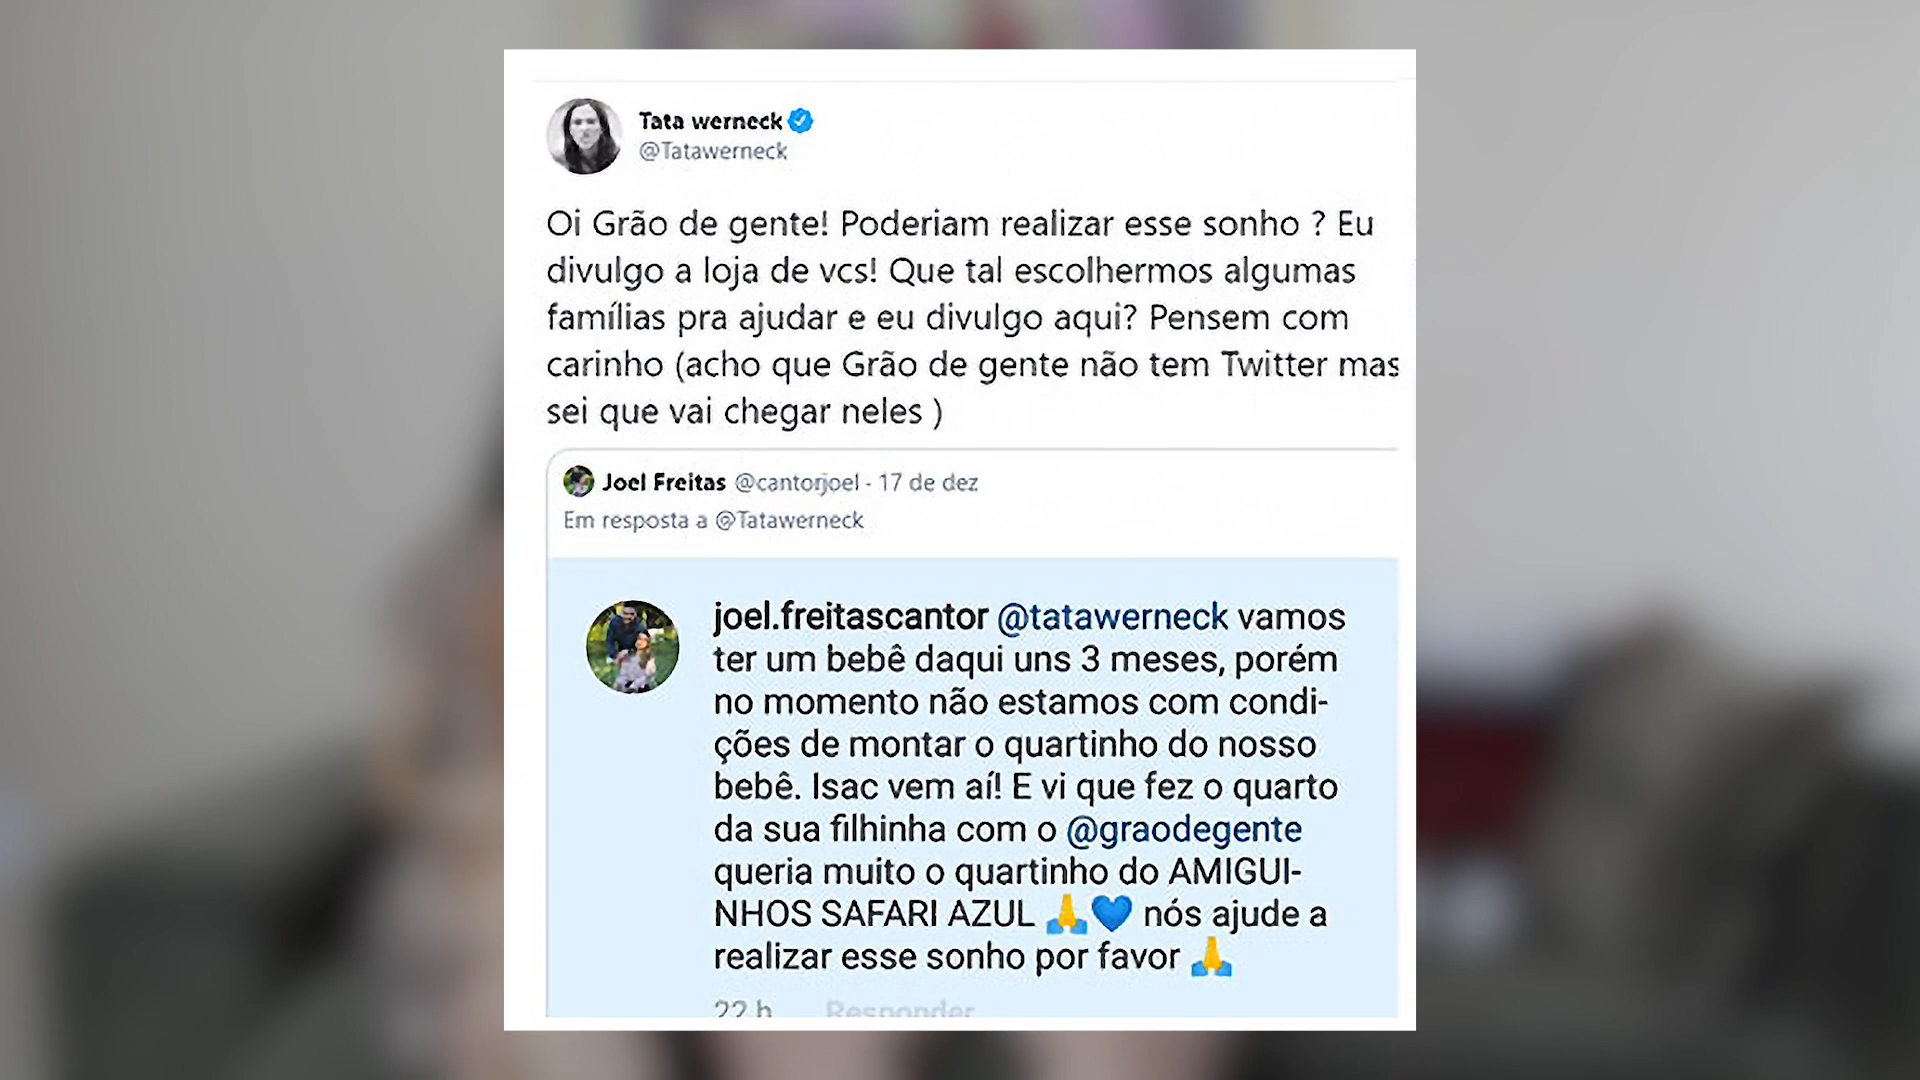 Tata werneck
@Tatawerneck
Oi Grão de gente! Poderiam realizar esse sonho ? Eu
divulgo a loja de vcs! Que tal escolhermos algumas
famílias pra ajudar e eu divulgo aqui? Pensem com
carinho (acho que Grão de gente não tem Twitter mas
sei que vai chegar neles )
Joel Freitas @cantorjoel - 17 de dez
Em resposta a @Tatawerneck
joel.freitascantor @tatawerneck vamos
ter um bebê daqui uns 3 meses, porém
no momento não estamos com condi-
ções de montar o quartinho do nosso
bebê. Isac vem aí! E vi que fez o quarto
da sua filhinha com o @graodegente
queria muito o quartinho do AMIGUI-
NHOS SAFARI AZUL 🙏💙 nós ajude a
realizar esse sonho por favor 🙏
22 h Responder